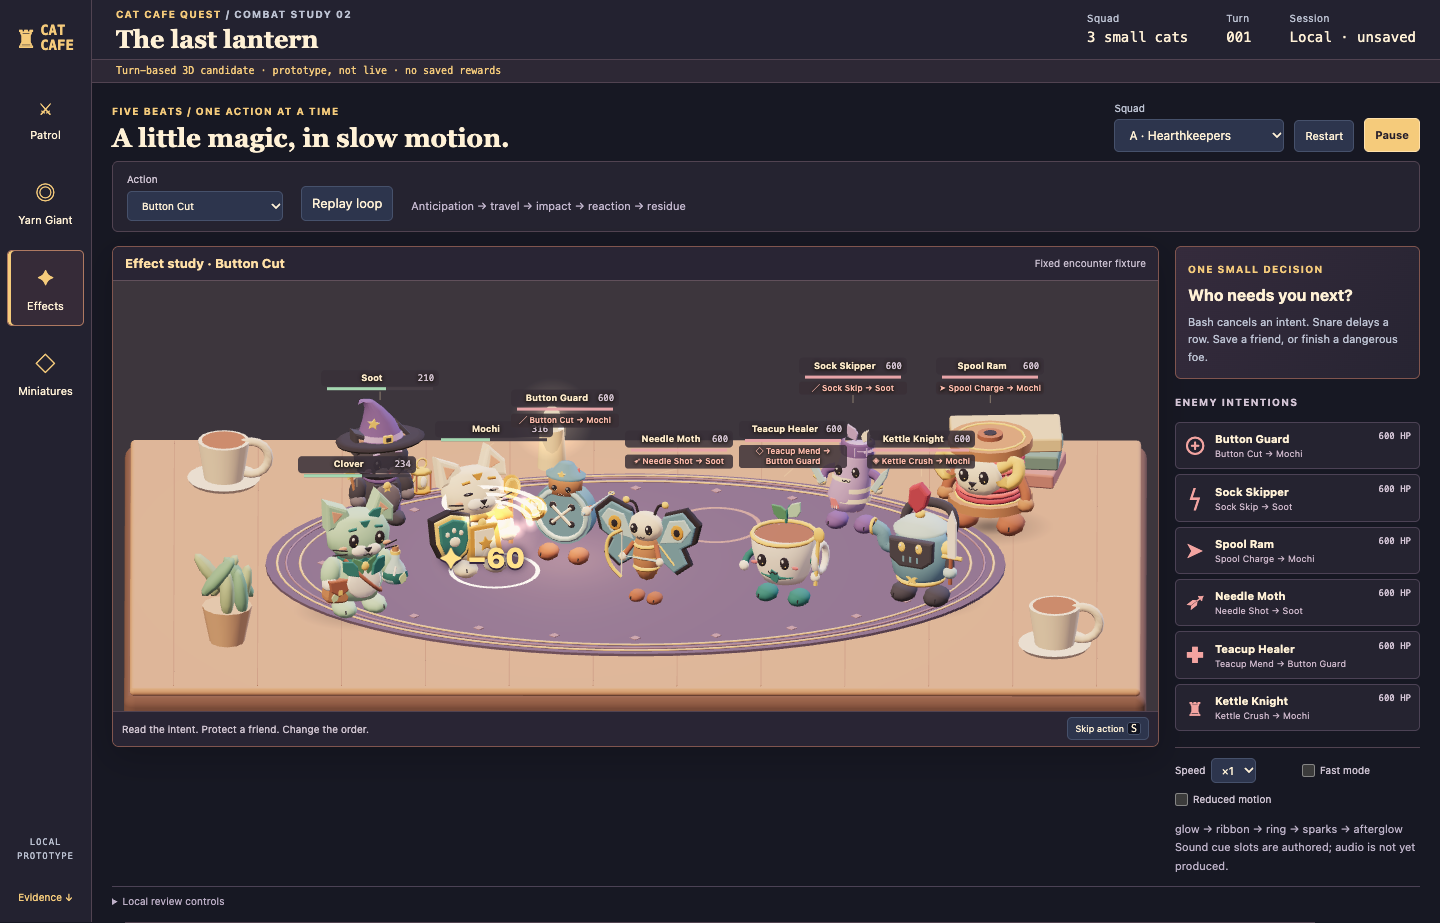 CAT
CAFE
Patrol
Yarn Giant
Effects
Miniatures
LOCAL
PROTOTYPE
Evidence ↓
CAT CAFE QUEST / COMBAT STUDY 02
The last lantern
Squad
3 small cats
Turn
001
Session
Local · unsaved
Turn-based 3D candidate · prototype, not live · no saved rewards
FIVE BEATS / ONE ACTION AT A TIME
A little magic, in slow motion.
Squad
A · Hearthkeepers
Restart
Pause
Action
Button Cut
Replay loop
Anticipation → travel → impact → reaction → residue
Effect study · Button Cut
Fixed encounter fixture
Soot 210
Button Guard 600
Button Cut → Mochi
Mochi 316
Clover 234
Needle Moth 600
Needle Shot → Soot
Sock Skipper 600
Sock Skip → Soot
Spool Ram 600
Spool Charge → Mochi
Teacup Healer 600
Teacup Mend →
Button Guard
Kettle Knight 600
Kettle Crush → Mochi
−60
Read the intent. Protect a friend. Change the order.
Skip action S
ONE SMALL DECISION
Who needs you next?
Bash cancels an intent. Snare delays a
row. Save a friend, or finish a dangerous
foe.
ENEMY INTENTIONS
Button Guard 600 HP
Button Cut → Mochi
Sock Skipper 600 HP
Sock Skip → Soot
Spool Ram 600 HP
Spool Charge → Mochi
Needle Moth 600 HP
Needle Shot → Soot
Teacup Healer 600 HP
Teacup Mend → Button Guard
Kettle Knight 600 HP
Kettle Crush → Mochi
Speed ×1 Fast mode
Reduced motion
glow → ribbon → ring → sparks → afterglow
Sound cue slots are authored; audio is not yet
produced.
Local review controls